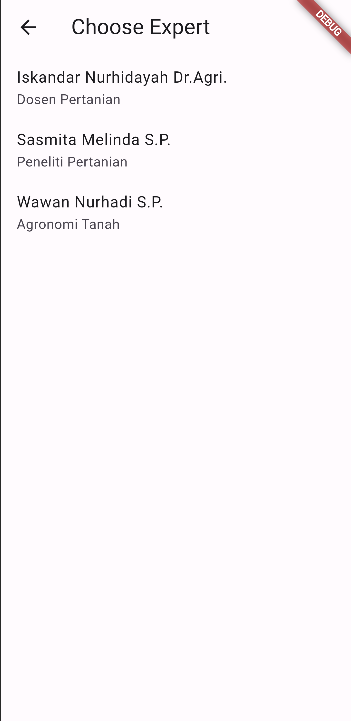 Choose Expert
DEBUG
Iskandar Nurhidayah Dr.Agri.
Dosen Pertanian
Sasmita Melinda S.P.
Peneliti Pertanian
Wawan Nurhadi S.P.
Agronomi Tanah